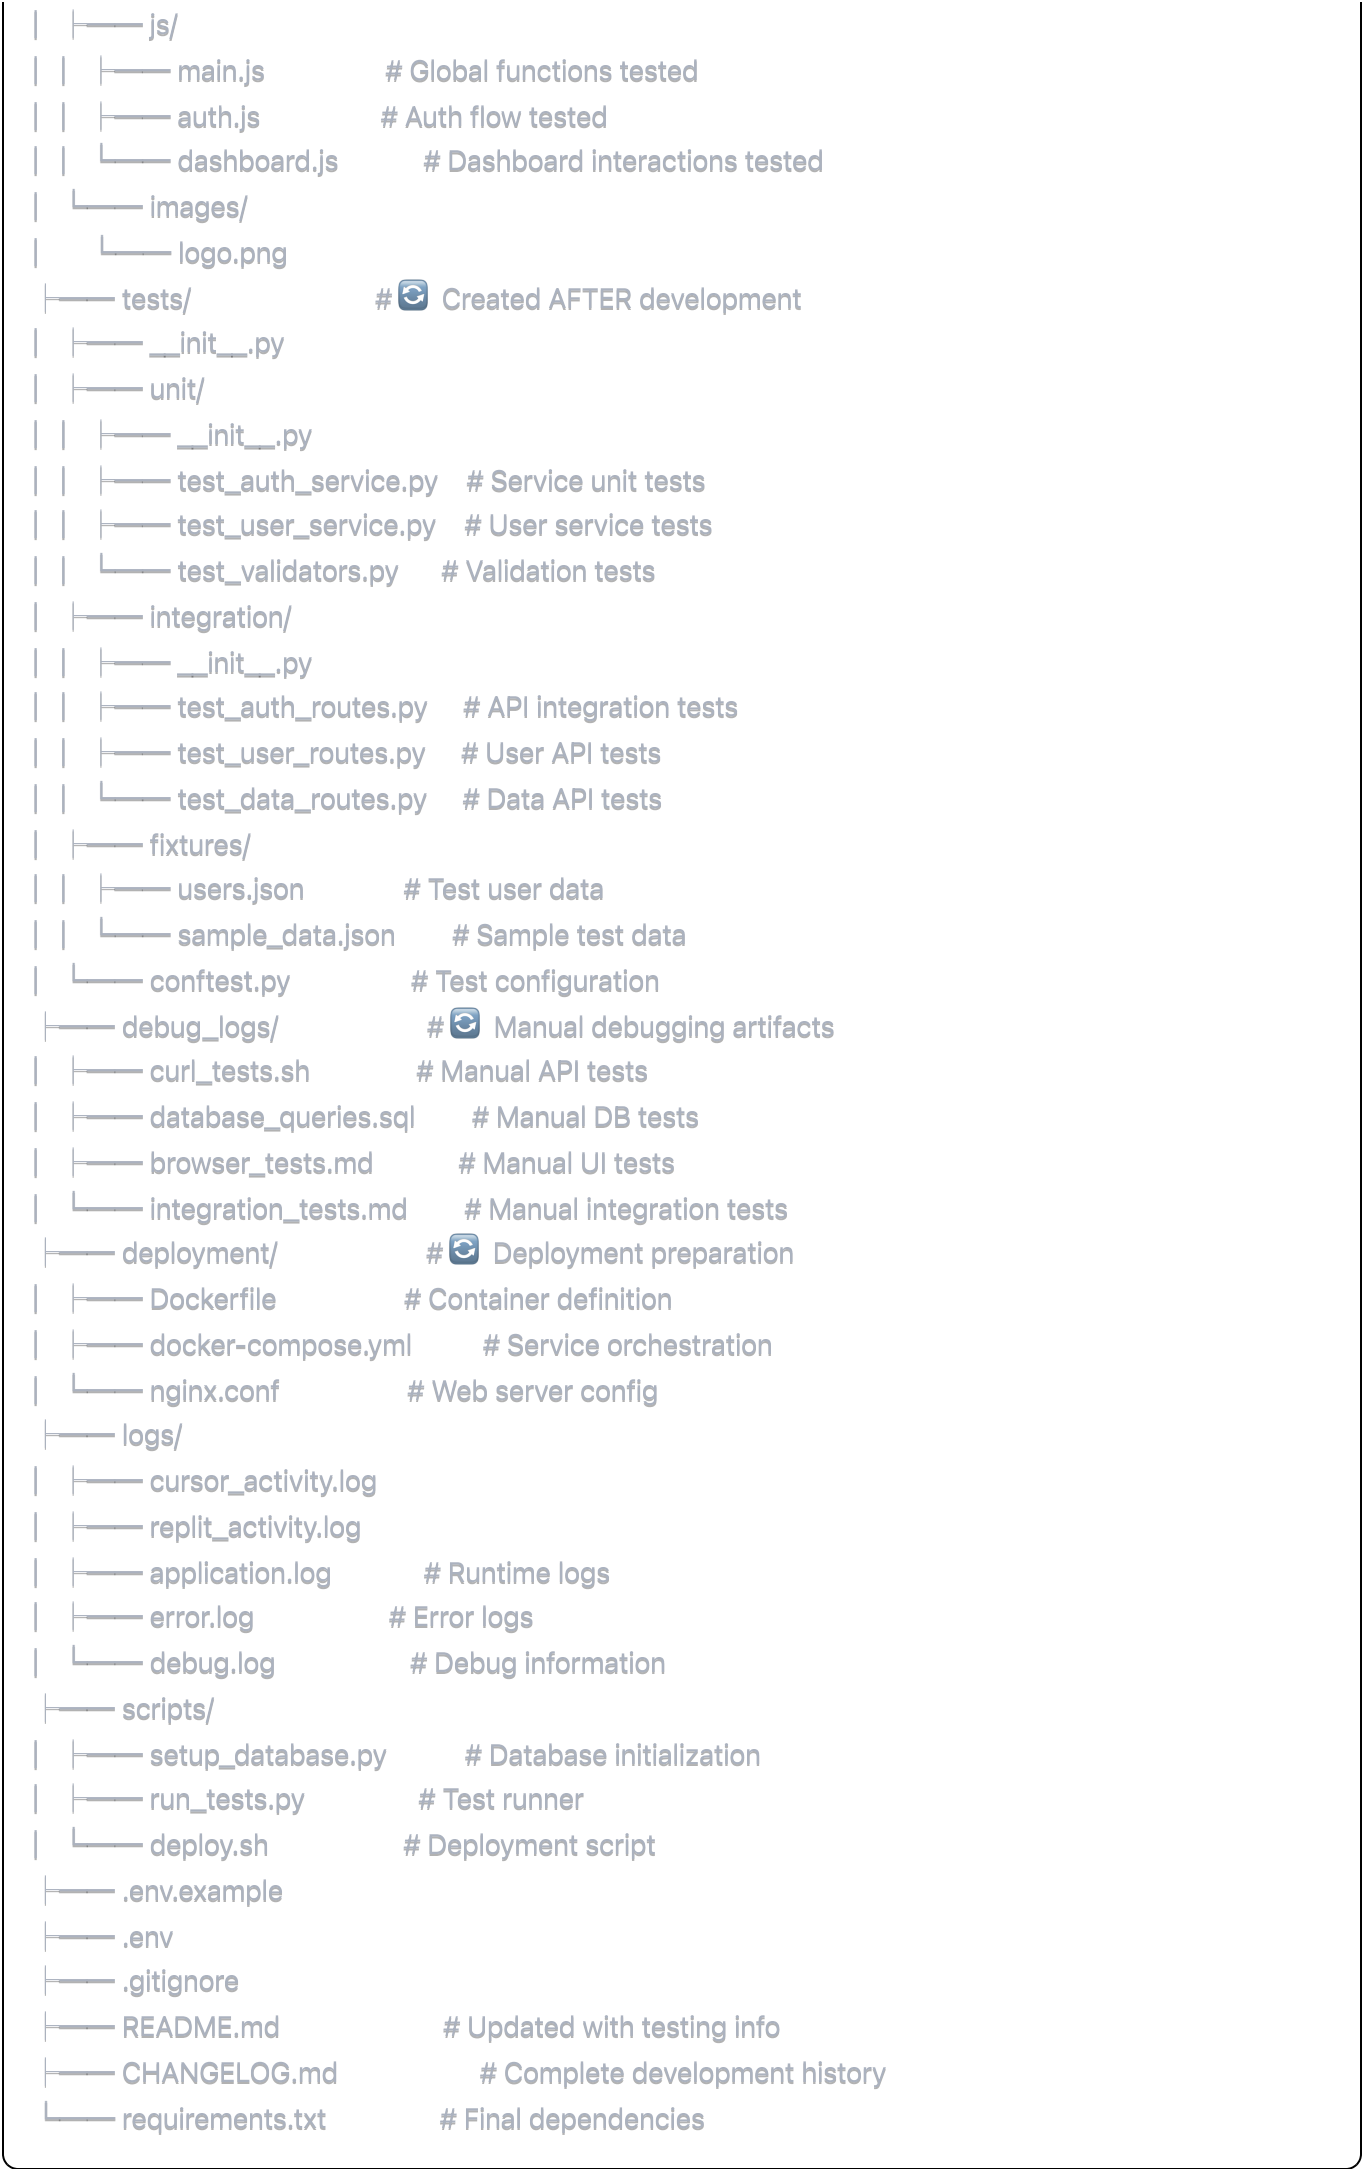 │ ├── js/
│ │ ├── main.js # Global functions tested
│ │ ├── auth.js # Auth flow tested
│ │ └── dashboard.js # Dashboard interactions tested
│ └── images/
│ └── logo.png
├── tests/ # 🔄 Created AFTER development
│ ├── __init__.py
│ ├── unit/
│ │ ├── __init__.py
│ │ ├── test_auth_service.py # Service unit tests
│ │ ├── test_user_service.py # User service tests
│ │ └── test_validators.py # Validation tests
│ ├── integration/
│ │ ├── __init__.py
│ │ ├── test_auth_routes.py # API integration tests
│ │ ├── test_user_routes.py # User API tests
│ │ └── test_data_routes.py # Data API tests
│ ├── fixtures/
│ │ ├── users.json # Test user data
│ │ └── sample_data.json # Sample test data
│ └── conftest.py # Test configuration
├── debug_logs/ # 🔄 Manual debugging artifacts
│ ├── curl_tests.sh # Manual API tests
│ ├── database_queries.sql # Manual DB tests
│ ├── browser_tests.md # Manual UI tests
│ └── integration_tests.md # Manual integration tests
├── deployment/ # 🔄 Deployment preparation
│ ├── Dockerfile # Container definition
│ ├── docker-compose.yml # Service orchestration
│ └── nginx.conf # Web server config
├── logs/
│ ├── cursor_activity.log
│ ├── replit_activity.log
│ ├── application.log # Runtime logs
│ ├── error.log # Error logs
│ └── debug.log # Debug information
├── scripts/
│ ├── setup_database.py # Database initialization
│ ├── run_tests.py # Test runner
│ └── deploy.sh # Deployment script
├── .env.example
├── .env
├── .gitignore
├── README.md # Updated with testing info
├── CHANGELOG.md # Complete development history
└── requirements.txt # Final dependencies